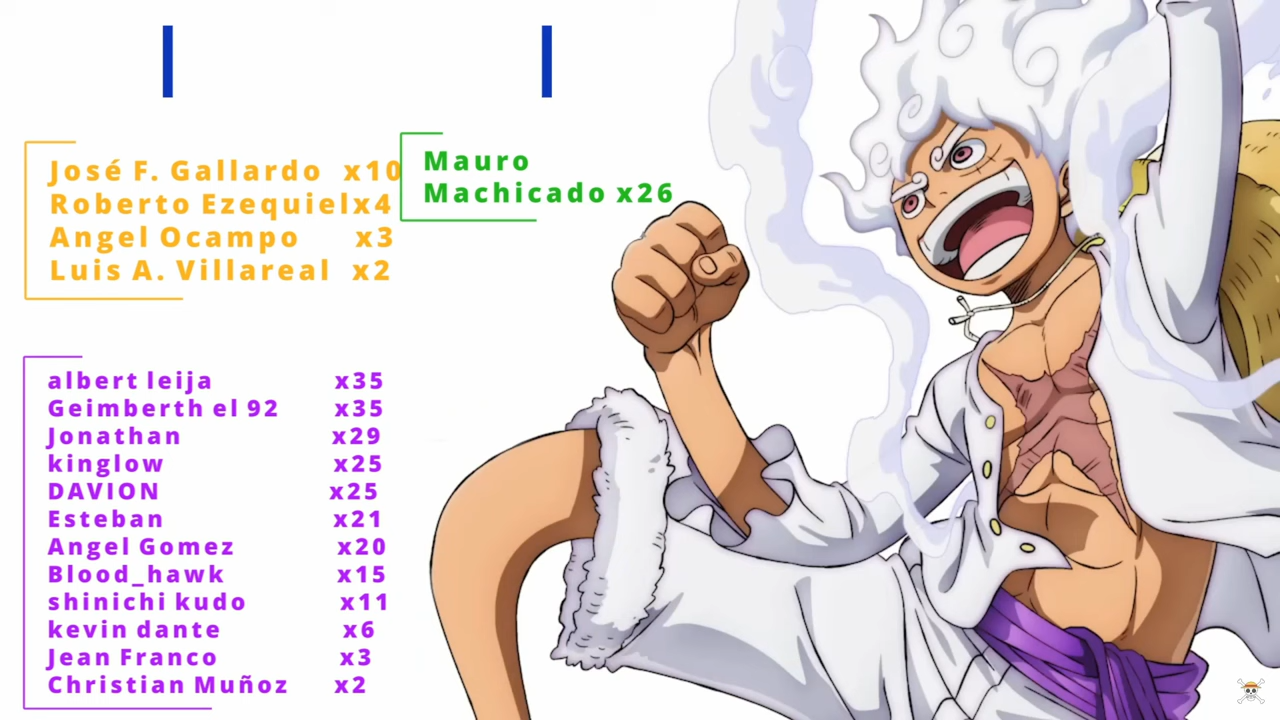 José F. Gallardo x10
Roberto Ezequielx4
Angel Ocampo x3
Luis A. Villareal x2
Mauro
Machicado x26
albert leija x35
Geimberth el 92 x35
Jonathan x29
kinglow x25
DAVION x25
Esteban x21
Angel Gomez x20
Blood_hawk x15
shinichi kudo x11
kevin dante x6
Jean Franco x3
Christian Muñoz x2